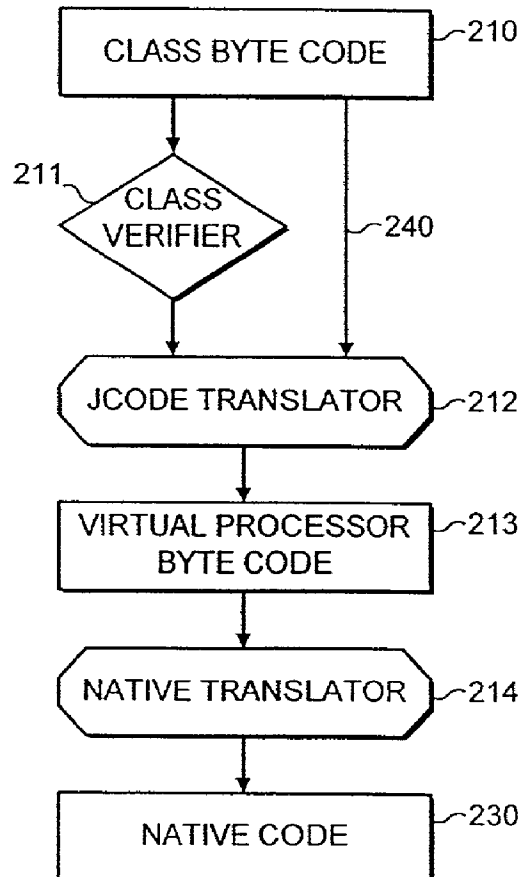 CLASS BYTE CODE
210
211
CLASS
VERIFIER
240
JCODE TRANSLATOR
212
VIRTUAL PROCESSOR
BYTE CODE
213
NATIVE TRANSLATOR
214
NATIVE CODE
230